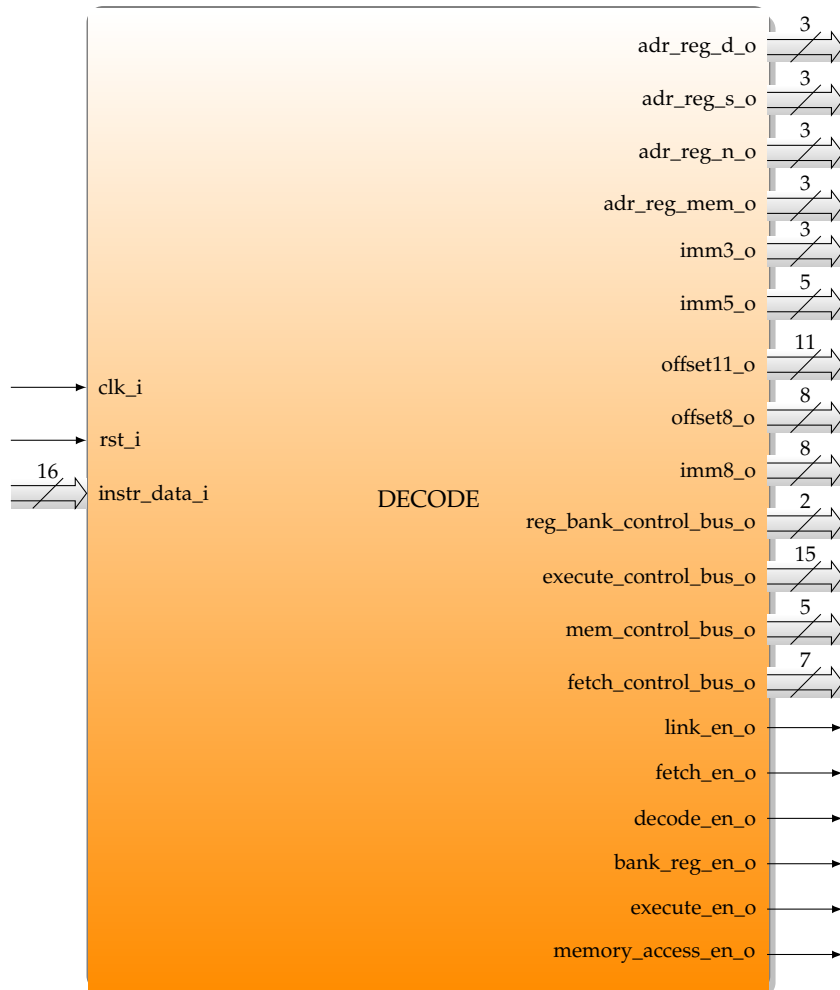 3
adr_reg_d_o
3
adr_reg_s_o
3
adr_reg_n_o
3
adr_reg_mem_o
3
imm3_o
5
imm5_o
11
offset11_o
clk_i
8
offset8_o
rst_i
8
imm8_o
16
instr_data_i
DECODE
2
reg_bank_control_bus_o
15
execute_control_bus_o
5
mem_control_bus_o
7
fetch_control_bus_o
link_en_o
fetch_en_o
decode_en_o
bank_reg_en_o
execute_en_o
memory_access_en_o